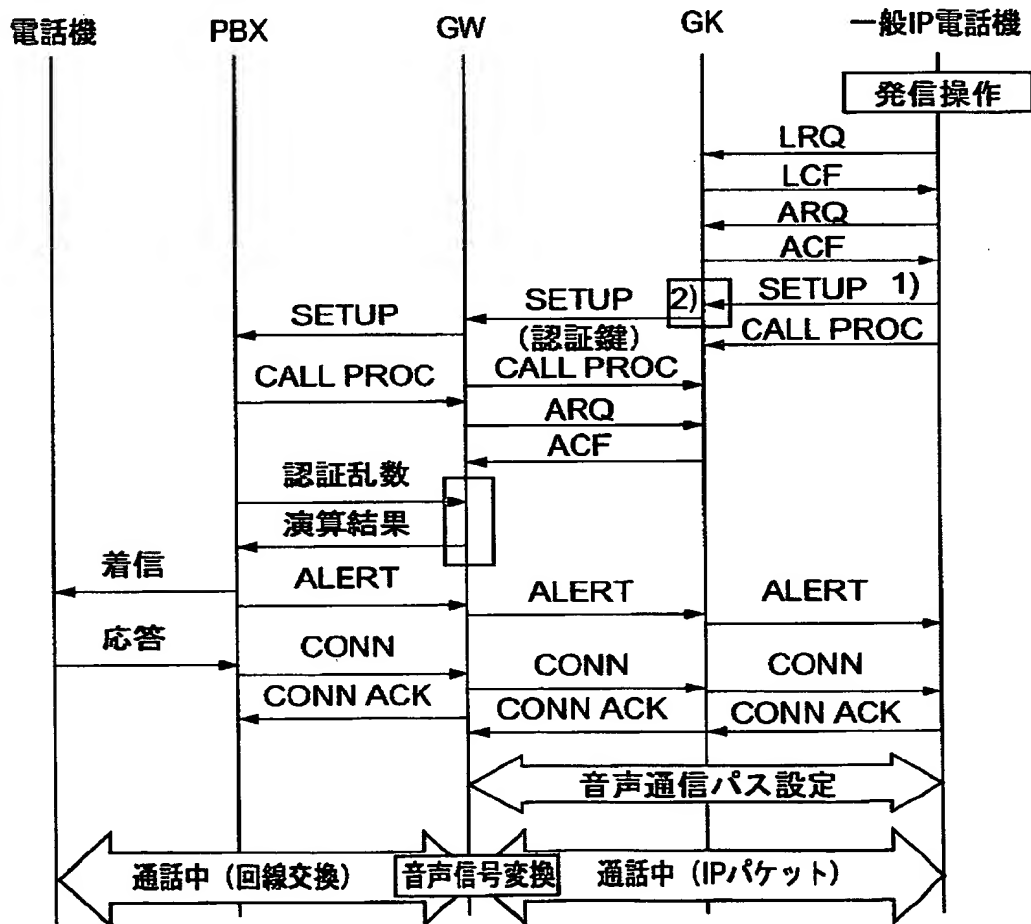 電話機 PBX GW GK 一般IP電話機
発信操作
LRQ
LCF
ARQ
ACF
SETUP 1)
2)
SETUP
(認証鍵)
SETUP
CALL PROC
CALL PROC
CALL PROC
ARQ
ACF
認証乱数
演算結果
着信
ALERT
ALERT
ALERT
応答
CONN
CONN
CONN
CONN ACK
CONN ACK
CONN ACK
音声通信パス設定
通話中(回線交換) 音声信号変換 通話中(IPパケット)